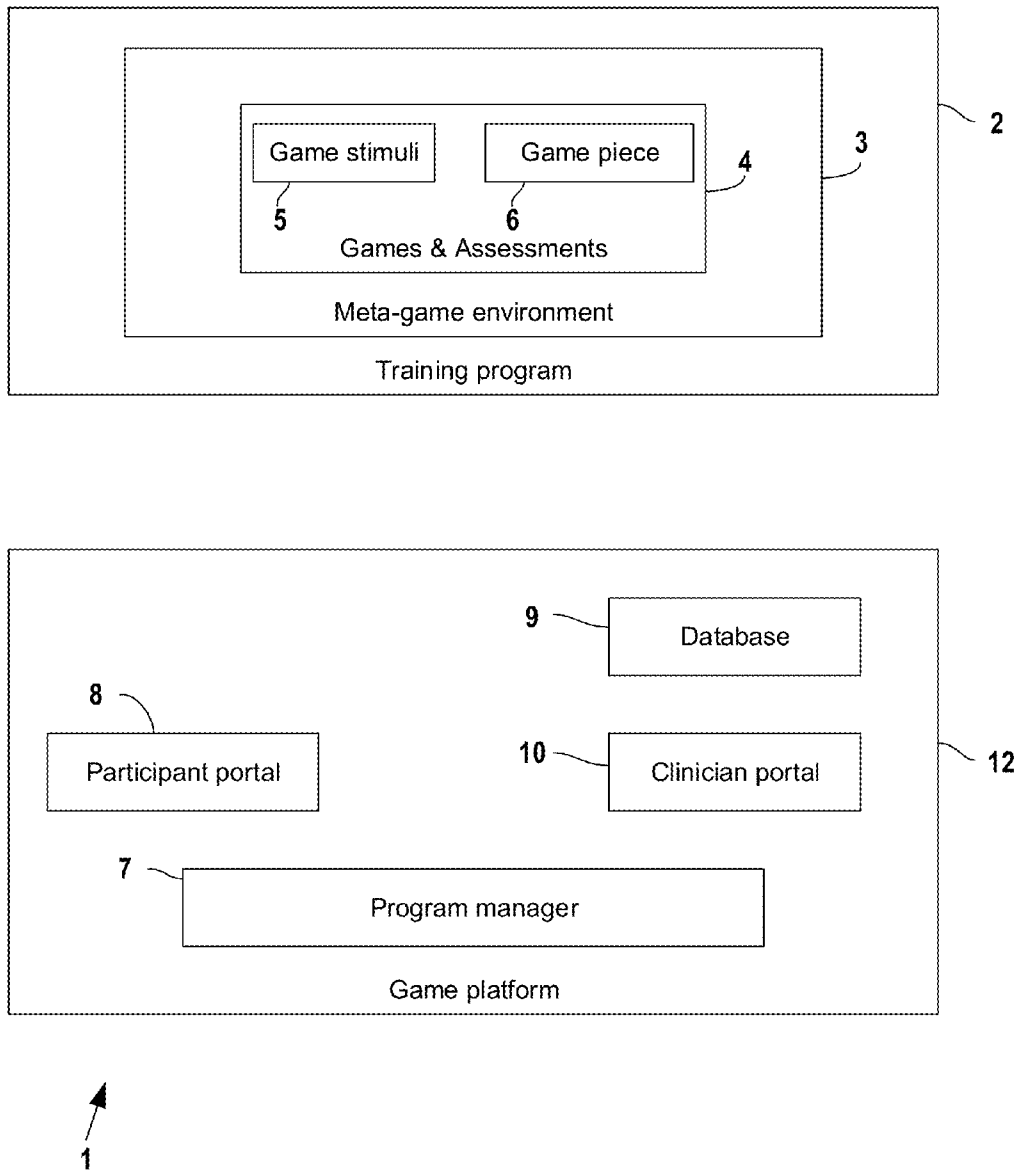 2
3
Game stimuli
Game piece
4
5
6
Games & Assessments
Meta-game environment
Training program
9
Database
8
Participant portal
10
Clinician portal
12
7
Program manager
Game platform
1